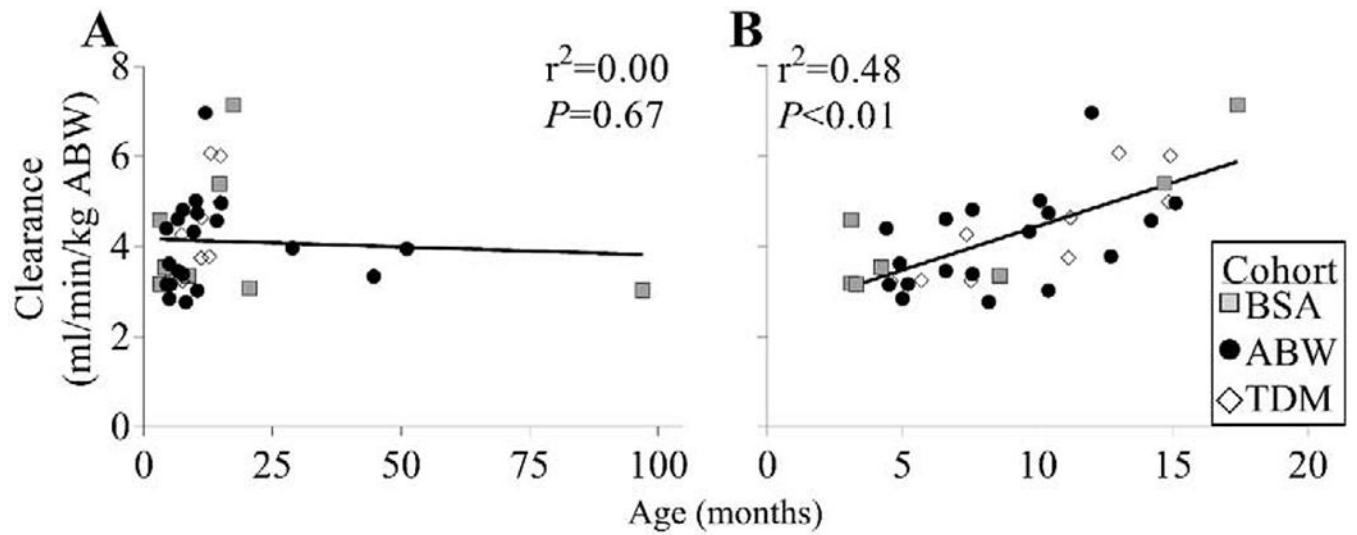 A
B
r²=0.00
P=0.67
r²=0.48
P<0.01
Clearance
(ml/min/kg ABW)
8
6
4
2
0
0 25 50 75 100
0 5 10 15 20
Age (months)
Cohort
BSA
ABW
TDM